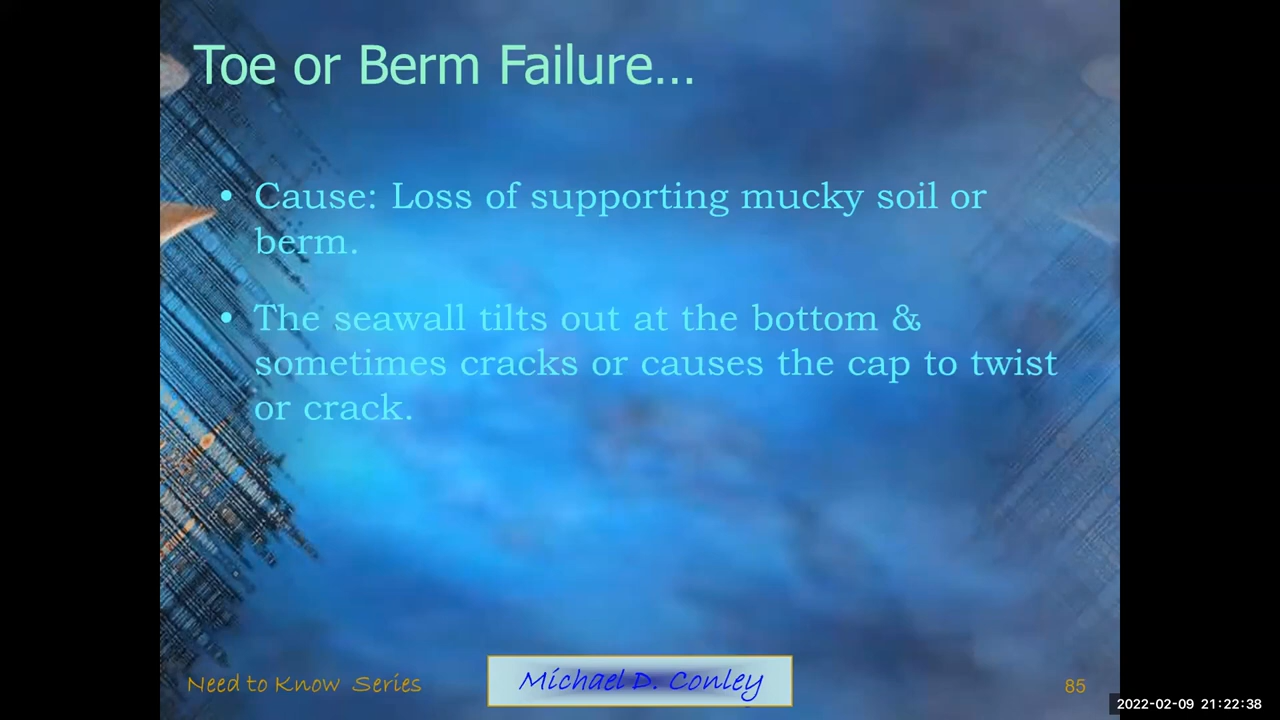 Toe or Berm Failure...
• Cause: Loss of supporting mucky soil or
berm.
• The seawall tilts out at the bottom &
sometimes cracks or causes the cap to twist
or crack.
Need to Know Series
Michael D. Conley
85
2022-02-09 21:22:38